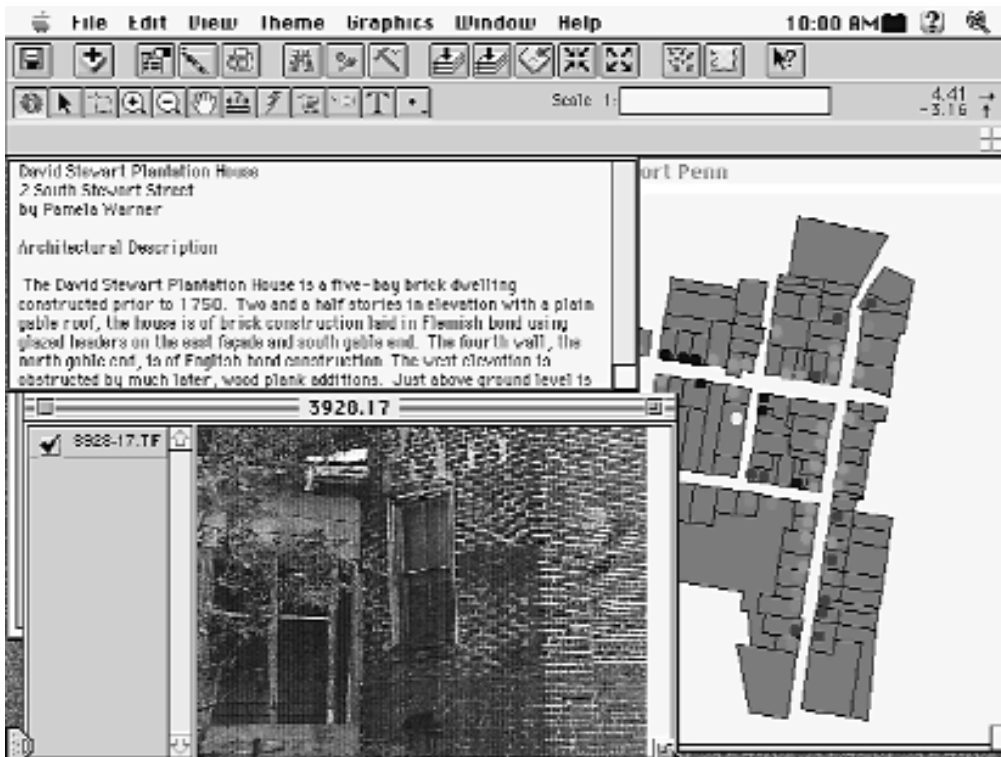 File Edit View Theme Graphics Window Help 10:00 AM
Scale 1: 4.41
-3.16
David Stewart Plantation House
2 South Stewart Street
by Pamela Warner
Architectural Description
The David Stewart Plantation House is a five-bay brick dwelling
constructed prior to 1750. Two and a half stories in elevation with a plain
gable roof, the house is of brick construction laid in Flemish bond using
glazed headers on the east façade and south gable end. The fourth wall, the
north gable end, is of English bond construction. The west elevation is
obstructed by much later, wood plank additions. Just above ground level is
ort Penn
3928.17
3928-17.TIF